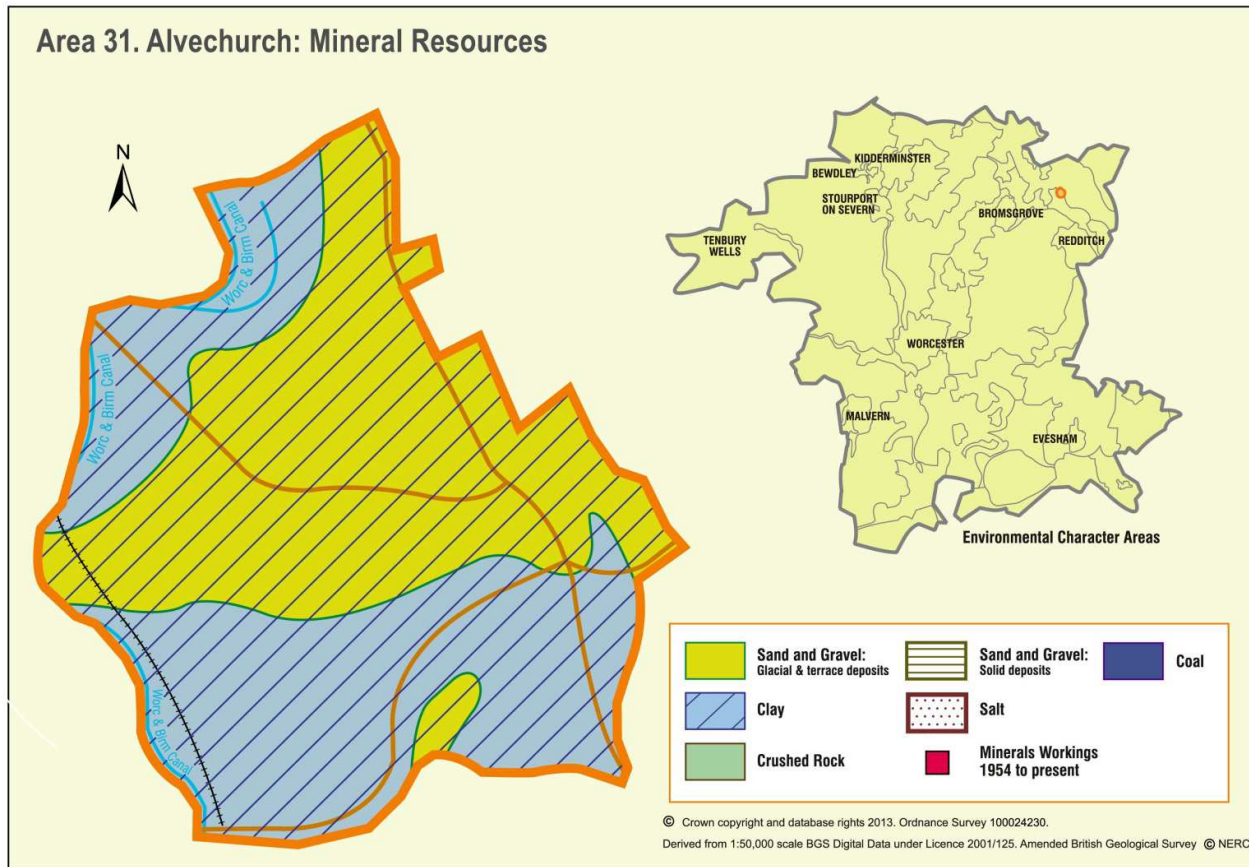 Area 31. Alvechurch: Mineral Resources
N
Worc & Birm Canal
Worc & Birm Canal
Worc & Birm Canal
KIDDERMINSTER
BEWDLEY
STOURPORT
ON SEVERN
BROMSGROVE
REDDITCH
TENBURY
WELLS
WORCESTER
MALVERN
EVESHAM
Environmental Character Areas
Sand and Gravel:
Glacial & terrace deposits
Sand and Gravel:
Solid deposits
Coal
Clay
Salt
Crushed Rock
Minerals Workings
1954 to present
© Crown copyright and database rights 2013. Ordnance Survey 100024230.
Derived from 1:50,000 scale BGS Digital Data under Licence 2001/125. Amended British Geological Survey © NERC